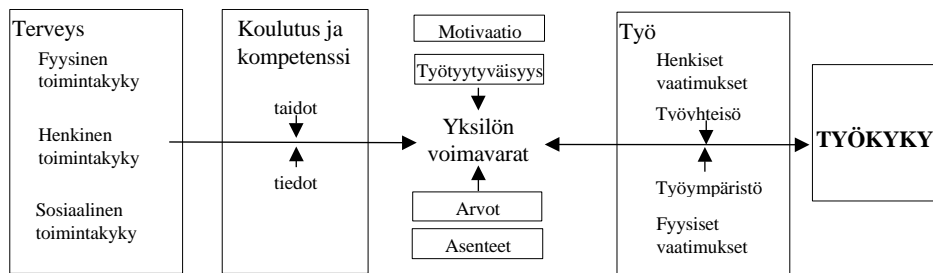 Terveys
Fyysinen
toimintakyky
Henkinen
toimintakyky
Sosiaalinen
toimintakyky
Koulutus ja
kompetenssi
taidot
tiedot
Motivaatio
Työtyytyväisyys
Yksilön
voimavarat
Arvot
Asenteet
Työ
Henkiset
vaatimukset
Työyhteisö
Työympäristö
Fyysiset
vaatimukset
TYÖKYKY